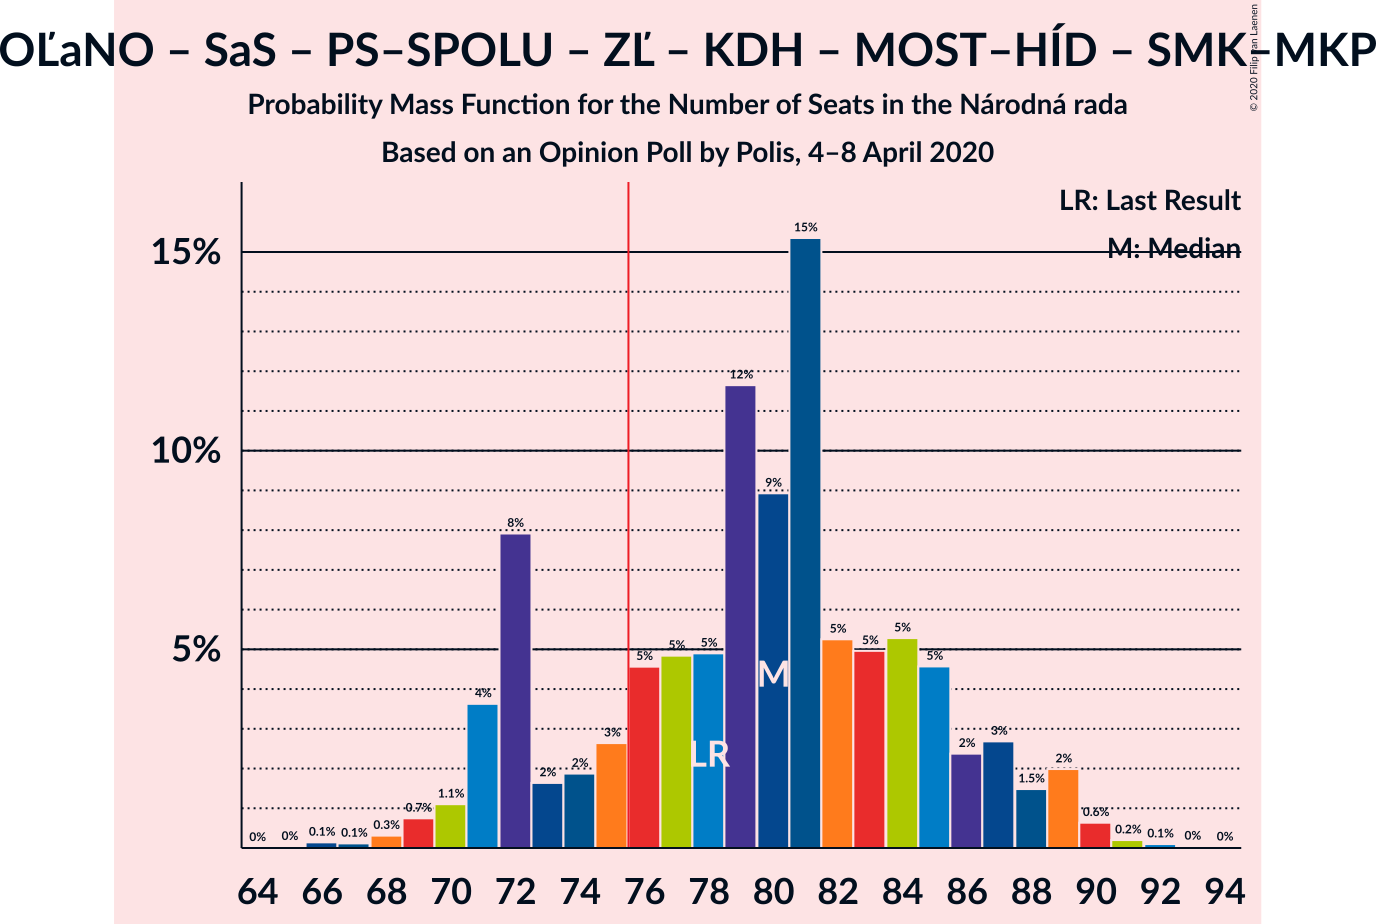 OĽaNO – SaS – PS–SPOLU – ZĽ – KDH – MOST–HÍD – SMK–MKP
Probability Mass Function for the Number of Seats in the Národná rada
Based on an Opinion Poll by Polis, 4–8 April 2020
© 2020 Filip van Laenen
LR: Last Result
M: Median
15%
10%
5%
0% 0% 0.1% 0.1% 0.3% 0.7% 1.1% 4% 8% 2% 2% 3% 5% 5% 5% 12% 9% 15% 5% 5% 5% 5% 2% 3% 1.5% 2% 0.6% 0.2% 0.1% 0% 0%
M
LR
64 66 68 70 72 74 76 78 80 82 84 86 88 90 92 94